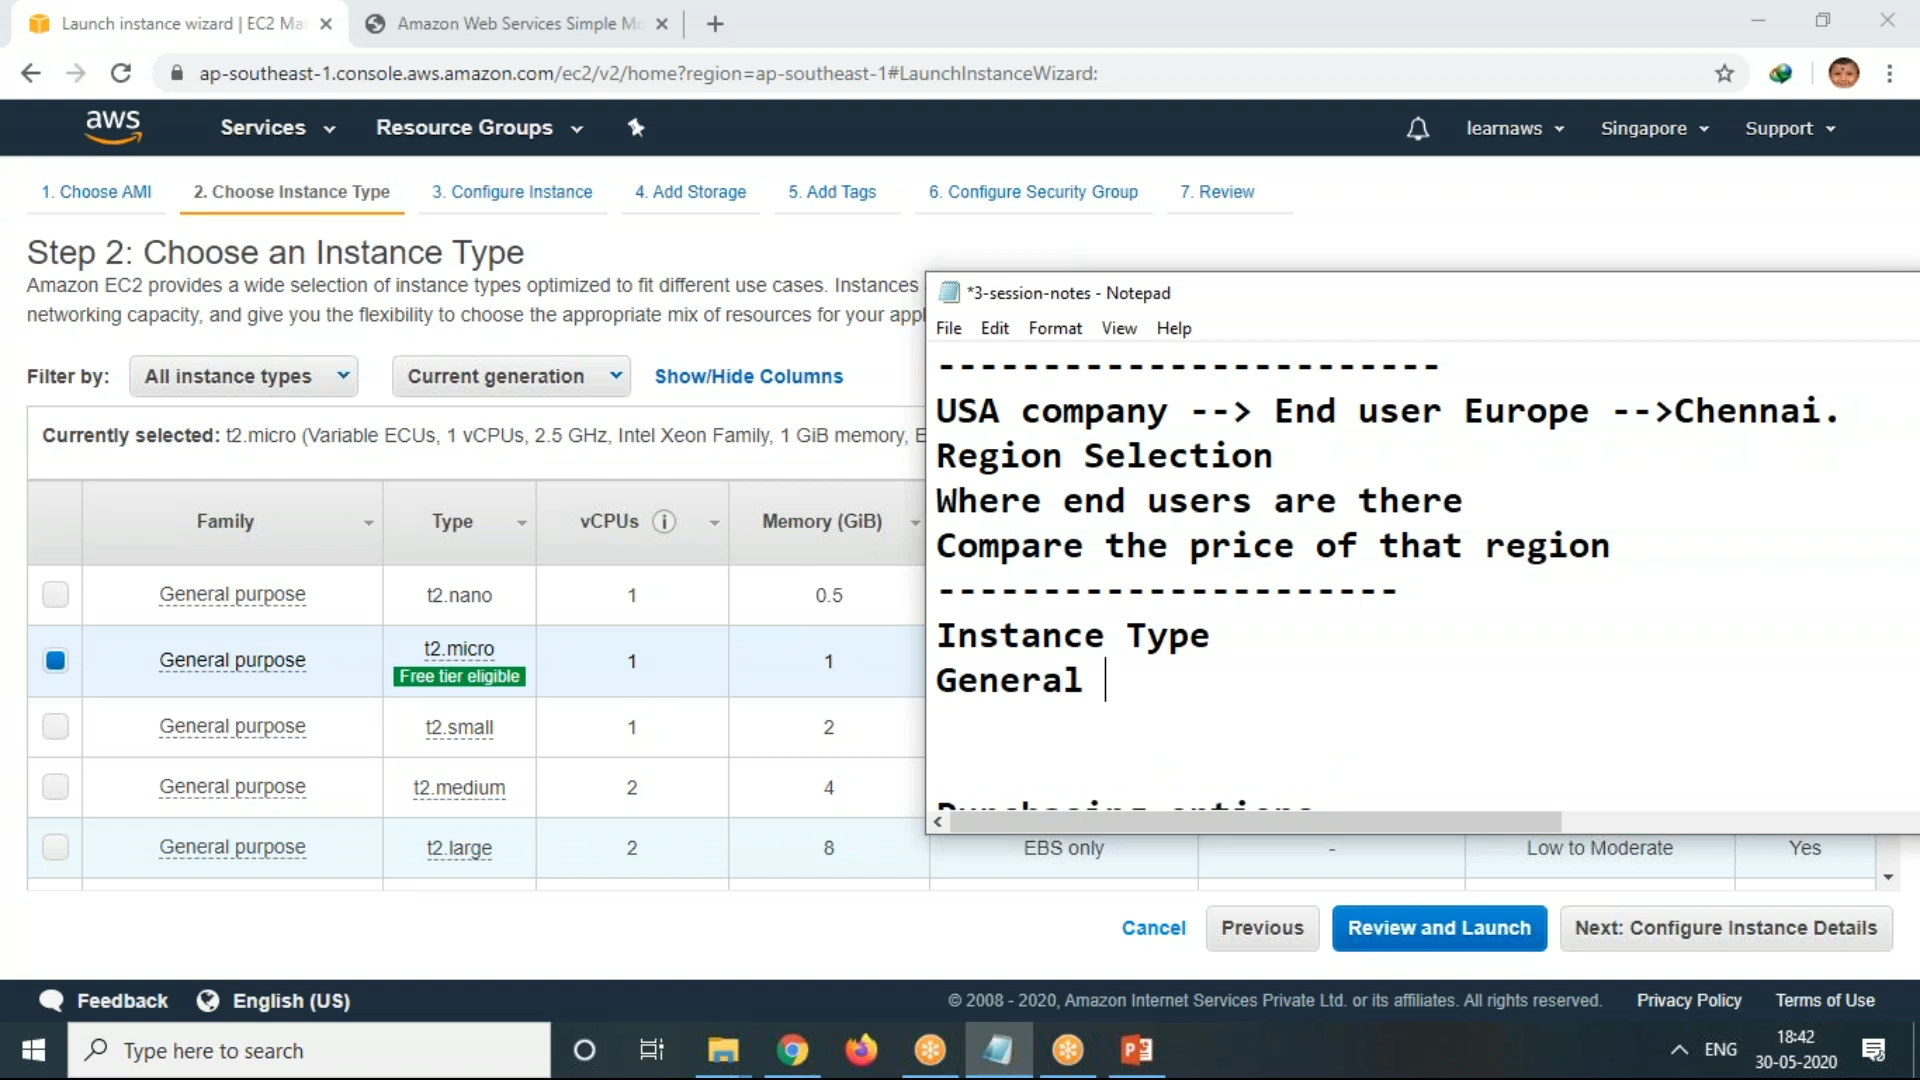 Launch instance wizard | EC2 Ma
Amazon Web Services Simple Mo
ap-southeast-1.console.aws.amazon.com/ec2/v2/home?region=ap-southeast-1#LaunchInstanceWizard:
aws
Services
Resource Groups
learnaws
Singapore
Support
1. Choose AMI
2. Choose Instance Type
3. Configure Instance
4. Add Storage
5. Add Tags
6. Configure Security Group
7. Review
Step 2: Choose an Instance Type
Amazon EC2 provides a wide selection of instance types optimized to fit different use cases. Instances
networking capacity, and give you the flexibility to choose the appropriate mix of resources for your appl
Filter by:
All instance types
Current generation
Show/Hide Columns
Currently selected: t2.micro (Variable ECUs, 1 vCPUs, 2.5 GHz, Intel Xeon Family, 1 GiB memory, E
Family
Type
vCPUs
Memory (GiB)
General purpose
t2.nano
1
0.5
General purpose
t2.micro
Free tier eligible
1
1
General purpose
t2.small
1
2
General purpose
t2.medium
2
4
General purpose
t2.large
2
8
EBS only
-
Low to Moderate
Yes
*3-session-notes - Notepad
File Edit Format View Help
------------------------
USA company --> End user Europe -->Chennai.
Region Selection
Where end users are there
Compare the price of that region
----------------------
Instance Type
General
Purchasing options
Cancel
Previous
Review and Launch
Next: Configure Instance Details
Feedback
English (US)
© 2008 - 2020, Amazon Internet Services Private Ltd. or its affiliates. All rights reserved.
Privacy Policy
Terms of Use
Type here to search
ENG
18:42
30-05-2020